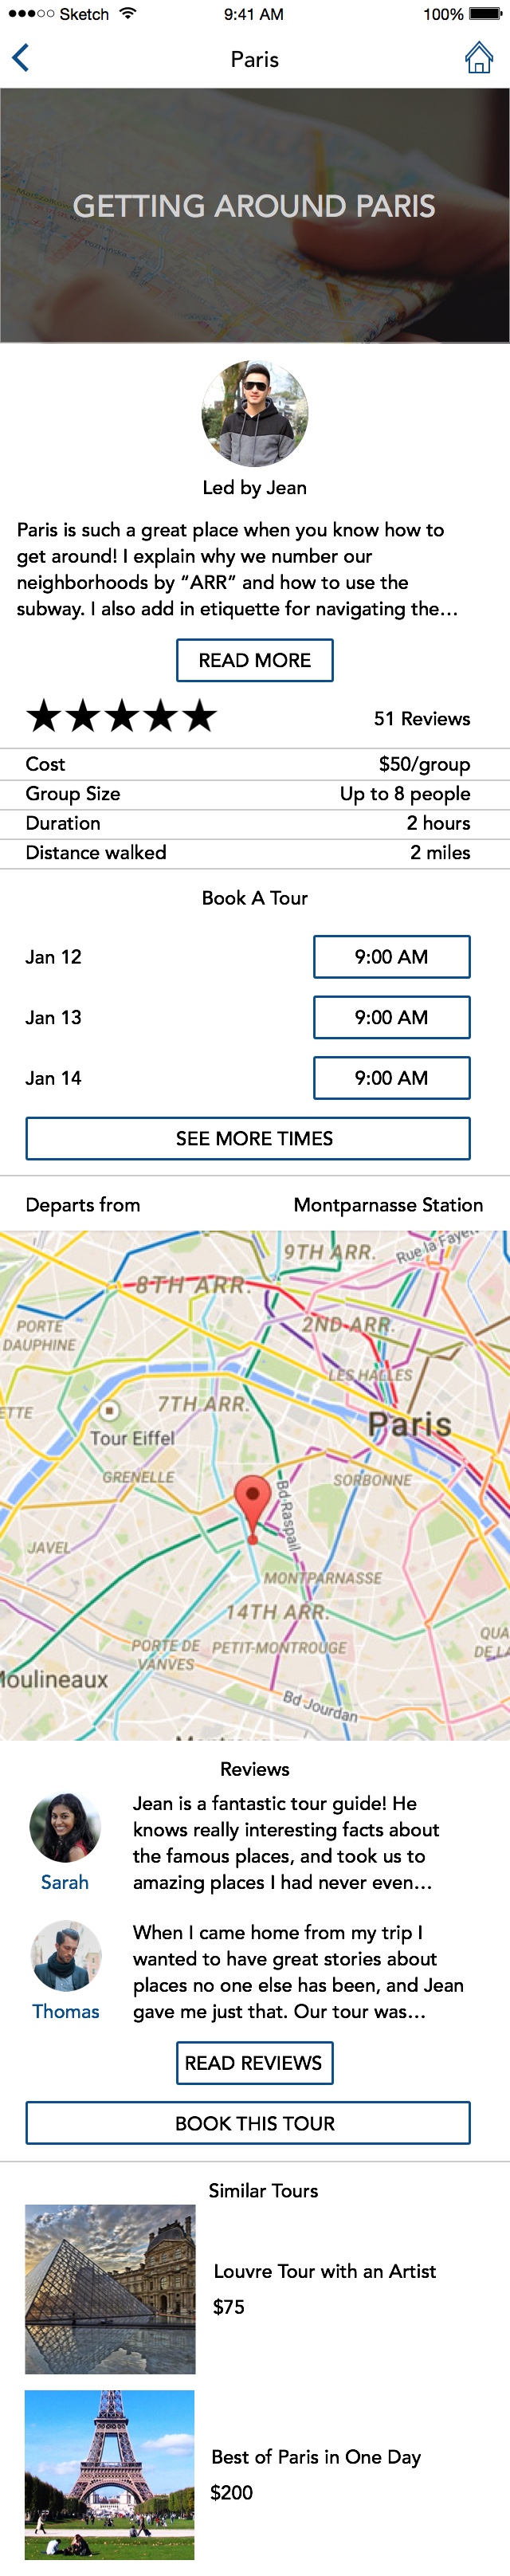 Sketch 9:41 AM 100%
Paris
GETTING AROUND PARIS
Led by Jean
Paris is such a great place when you know how to
get around! I explain why we number our
neighborhoods by “ARR” and how to use the
subway. I also add in etiquette for navigating the...
READ MORE
51 Reviews
Cost $50/group
Group Size Up to 8 people
Duration 2 hours
Distance walked 2 miles
Book A Tour
Jan 12 9:00 AM
Jan 13 9:00 AM
Jan 14 9:00 AM
SEE MORE TIMES
Departs from Montparnasse Station
9TH ARR.
Rue la Fayett
8TH ARR.
PORTE
DAUPHINE
2ND ARR.
LES HALLES
ETTE
7TH ARR.
Paris
Tour Eiffel
GRENELLE
SORBONNE
Bd Raspail
JAVEL
MONTPARNASSE
14TH ARR.
PORTE DE
VANVES
PETIT-MONTROUGE
QUA
DE LA
Moulineaux
Bd Jourdan
Reviews
Jean is a fantastic tour guide! He
knows really interesting facts about
the famous places, and took us to
amazing places I had never even...
Sarah
When I came home from my trip I
wanted to have great stories about
places no one else has been, and Jean
gave me just that. Our tour was...
Thomas
READ REVIEWS
BOOK THIS TOUR
Similar Tours
Louvre Tour with an Artist
$75
Best of Paris in One Day
$200